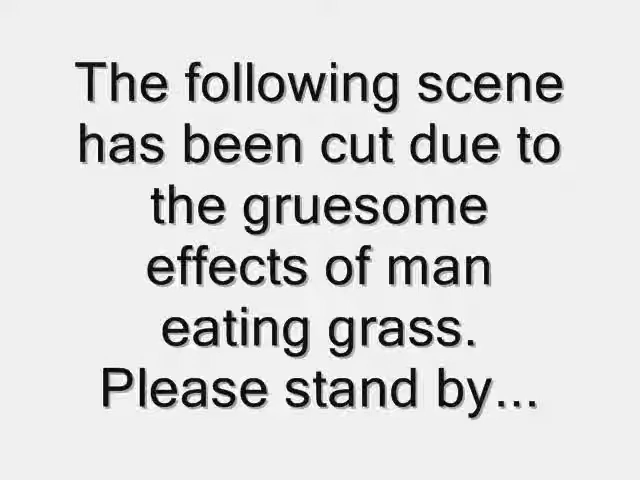 The following scene
has been cut due to
the gruesome
effects of man
eating grass.
Please stand by...